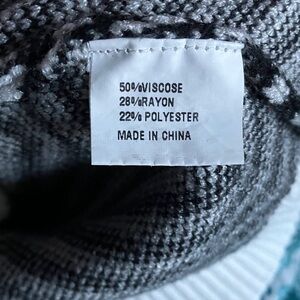 50%VISCOSE
28%RAYON
22% POLYESTER
MADE IN CHINA